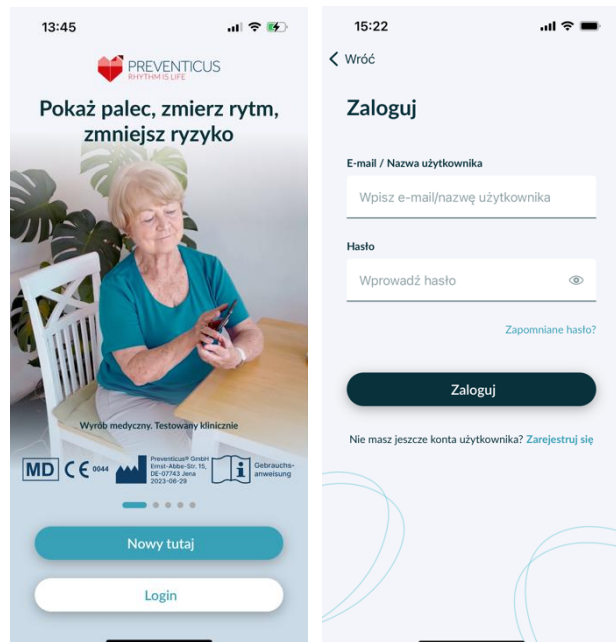 13:45
PREVENTICUS
RHYTHM IS LIFE
Pokaż palec, zmierz rytm,
zmniejsz ryzyko
Wyrób medyczny. Testowany klinicznie
MD
CE 0044
Preventicus® GmbH
Ernst-Abbe-Str. 15,
DE-07743 Jena
2023-06-29
i
Gebrauchs-
anweisung
Nowy tutaj
Login
15:22
Wróć
Zaloguj
E-mail / Nazwa użytkownika
Wpisz e-mail/nazwę użytkownika
Hasło
Wprowadź hasło
Zapomniane hasło?
Zaloguj
Nie masz jeszcze konta użytkownika? Zarejestruj się